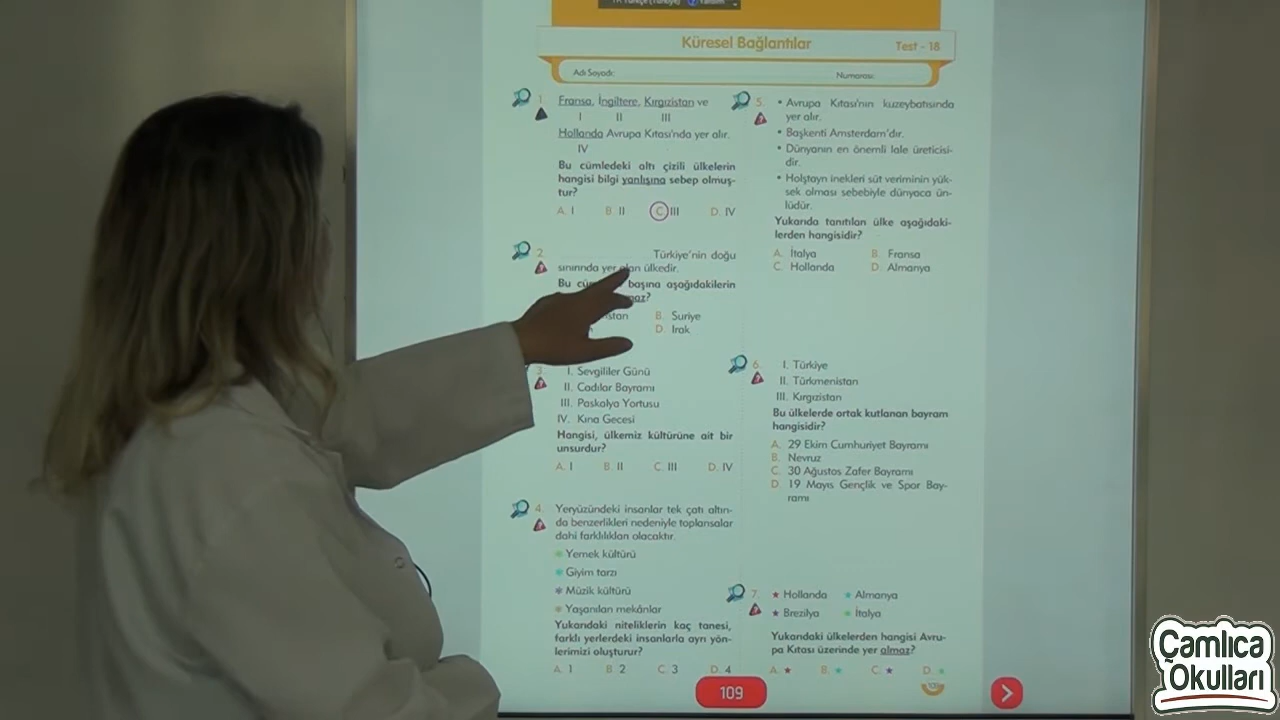 TR Türkçe (Türkiye) Yardım
Küresel Bağlantılar
Test - 18
Adı Soyadı:
Numarası:
1. Fransa, İngiltere, Kırgızistan ve
I II III
Hollanda Avrupa Kıtası'nda yer alır.
IV
Bu cümledeki altı çizili ülkelerin
hangisi bilgi yanlışına sebep olmuş-
tur?
A. I B. II C III D. IV
2. Türkiye'nin doğu
sınırında yer alan ülkedir.
Bu başına aşağıdakilerin
B. Suriye
D. Irak
3. I. Sevgililer Günü
II. Cadılar Bayramı
III. Paskalya Yortusu
IV. Kına Gecesi
Hangisi, ülkemiz kültürüne ait bir
unsurdur?
A. I B. II C. III D. IV
4. Yeryüzündeki insanlar tek çatı altın-
da benzerlikleri nedeniyle toplansalar
dahi farklılıkları olacaktır.
Yemek kültürü
Giyim tarzı
Müzik kültürü
Yaşanılan mekânlar
Yukarıdaki niteliklerin kaç tanesi,
farklı yerlerdeki insanlarla ayrı yön-
lerimizi oluşturur?
A. 1 B. 2 C. 3 D. 4
5. • Avrupa Kıtası'nın kuzeybatısında
yer alır.
• Başkenti Amsterdam'dır.
• Dünyanın en önemli lale üreticisi-
dir.
• Holştayn inekleri süt veriminin yük-
sek olması sebebiyle dünyaca ün-
lüdür.
Yukarıda tanıtılan ülke aşağıdaki-
lerden hangisidir?
A. İtalya B. Fransa
C. Hollanda D. Almanya
6. I. Türkiye
II. Türkmenistan
III. Kırgızistan
Bu ülkelerde ortak kutlanan bayram
hangisidir?
A. 29 Ekim Cumhuriyet Bayramı
B. Nevruz
C. 30 Ağustos Zafer Bayramı
D. 19 Mayıs Gençlik ve Spor Bay-
ramı
7. ★ Hollanda ★ Almanya
★ Brezilya ★ İtalya
Yukarıdaki ülkelerden hangisi Avru-
pa Kıtası üzerinde yer almaz?
A. ★ B. ★ C. ★ D. ★
109
Çamlıca
Okulları